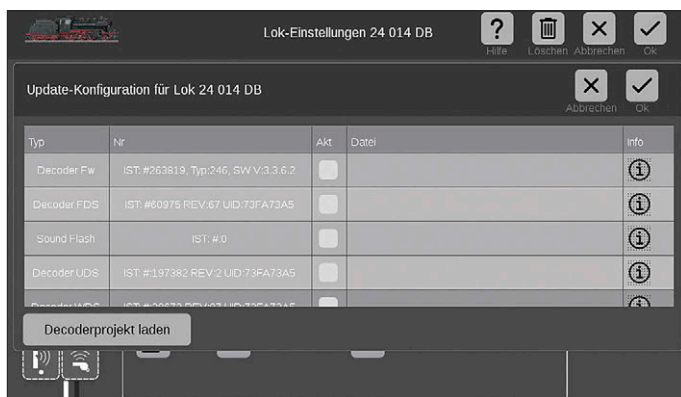 Lok-Einstellungen 24 014 DB
Hilfe Löschen Abbrechen Ok
Update-Konfiguration für Lok 24 014 DB
Abbrechen Ok
Typ Nr Akt Datei Info
Decoder Fw IST: #263819, Typ:246, SW V:3.3.6.2
Decoder FDS IST: #60975 REV:67 UID:73FA73A5
Sound Flash IST: #:0
Decoder UDS IST: #:197382 REV:2 UID:73FA73A5
Decoderprojekt laden